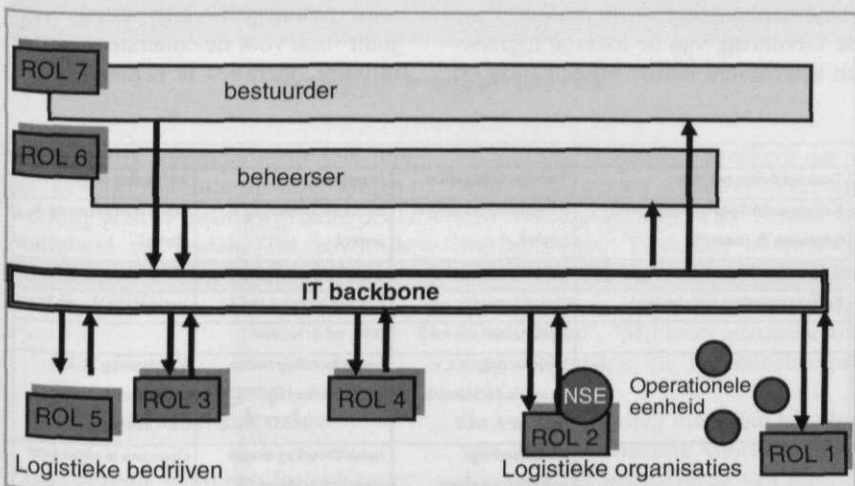 ROL 7
bestuurder
ROL 6
beheerser
IT backbone
ROL 5
ROL 3
ROL 4
NSE
ROL 2
Operationele
eenheid
ROL 1
Logistieke bedrijven
Logistieke organisaties